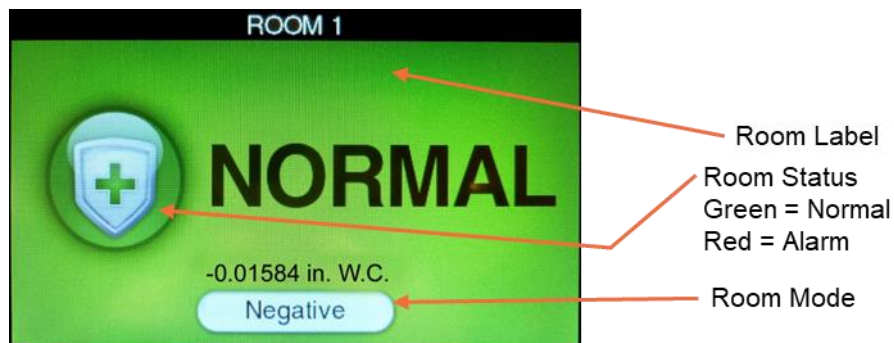 ROOM 1
NORMAL
-0.01584 in. W.C.
Negative
Room Label
Room Status
Green = Normal
Red = Alarm
Room Mode